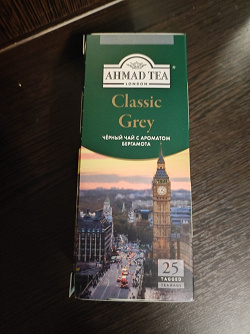 AHMAD TEA
LONDON
Classic
Grey
ЧЁРНЫЙ ЧАЙ С АРОМАТОМ
БЕРГАМОТА
25
TAGGED
TEABAGS